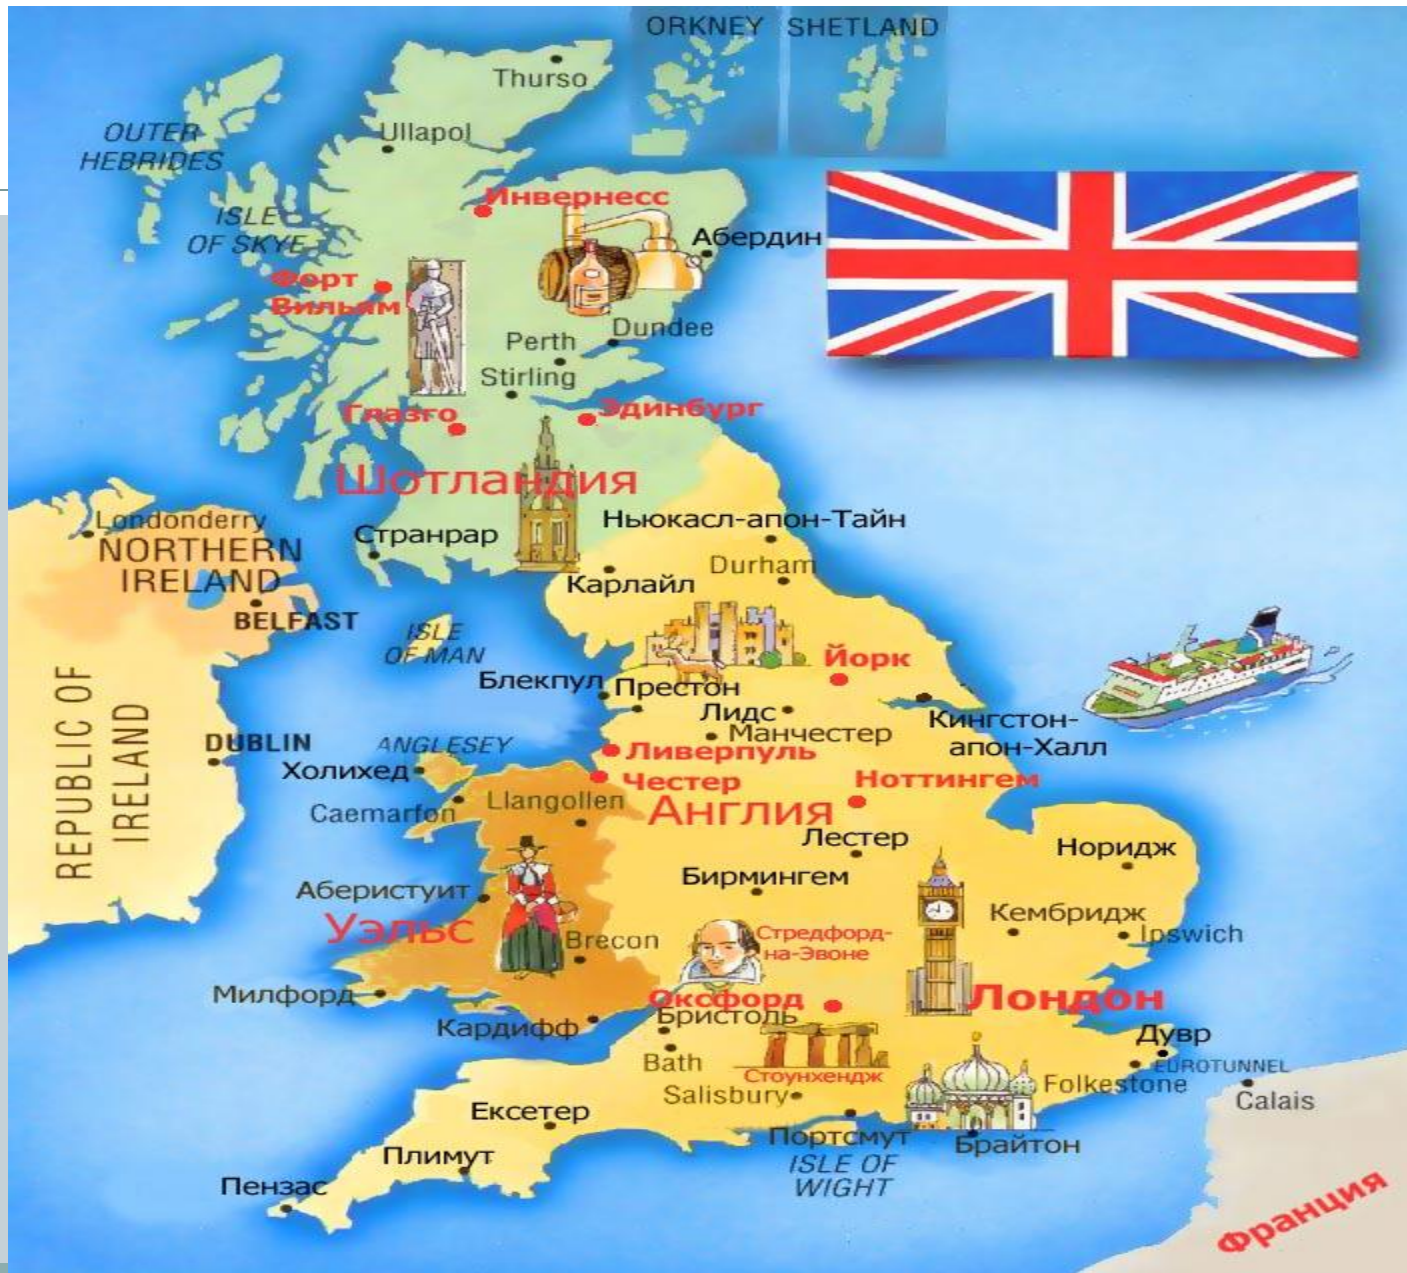 ORKNEY
SHETLAND
Thurso
OUTER
HEBRIDES
Ullapol
Инвернесс
ISLE
OF SKYE
Абердин
Форт
Вильям
Dundee
Perth
Stirling
Глазго
Эдинбург
Шотландия
Londonderry
NORTHERN
IRELAND
Странрар
Ньюкасл-апон-Тайн
Durham
Карлайл
BELFAST
ISLE
OF MAN
Йорк
Блекпул
Престон
Лидс
Манчестер
Кингстон-
апон-Халл
REPUBLIC OF
IRELAND
DUBLIN
ANGLESEY
Ливерпуль
Холихед
Честер
Ноттингем
Caemarfon
Llangollen
Англия
Лестер
Норидж
Бирмингем
Аберистуит
Кембридж
Уэльс
Brecon
Стредфорд-
на-Эвоне
Ipswich
Милфорд
Оксфорд
Лондон
Бристоль
Кардифф
Дувр
Bath
EUROTUNNEL
Стоунхендж
Folkestone
Salisbury
Calais
Ексетер
Портсмут
Брайтон
Плимут
ISLE OF
WIGHT
Пензас
Франция